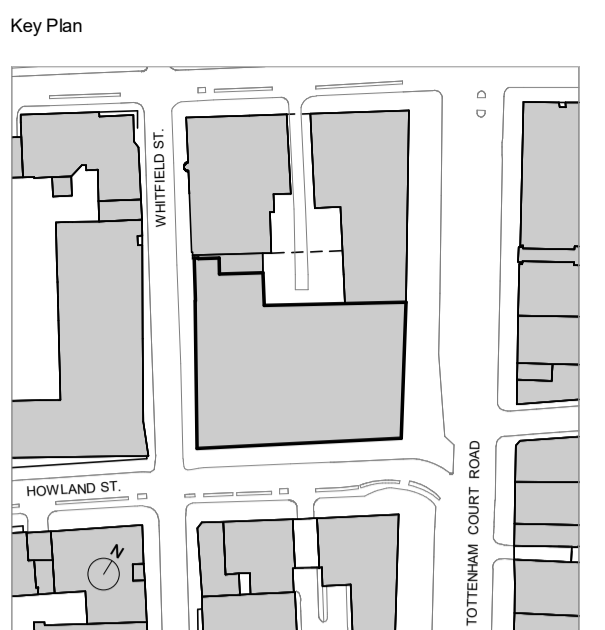 Key Plan
WHITFIELD ST.
HOWLAND ST.
TOTTENHAM COURT ROAD
N